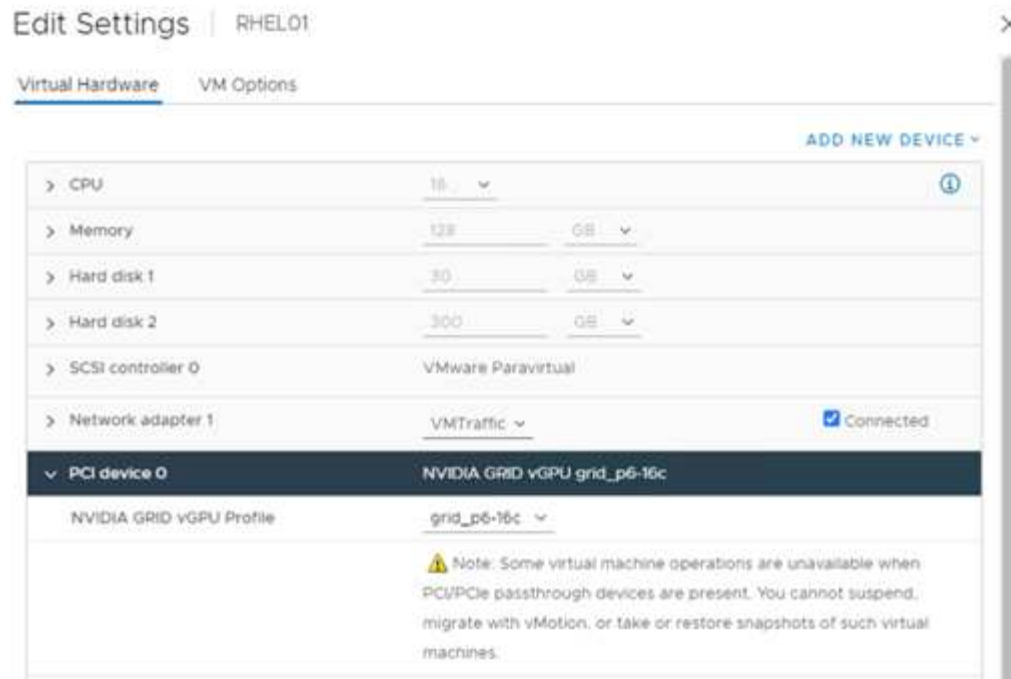 Edit Settings | RHEL01 ×
Virtual Hardware VM Options
ADD NEW DEVICE
CPU 16
Memory 128 GB
Hard disk 1 30 GB
Hard disk 2 300 GB
SCSI controller 0 VMware Paravirtual
Network adapter 1 VMTraffic Connected
PCI device 0 NVIDIA GRID vGPU grid_p6-16c
NVIDIA GRID vGPU Profile grid_p6-16c
Note: Some virtual machine operations are unavailable when
PCI/PCIe passthrough devices are present. You cannot suspend,
migrate with vMotion, or take or restore snapshots of such virtual
machines.